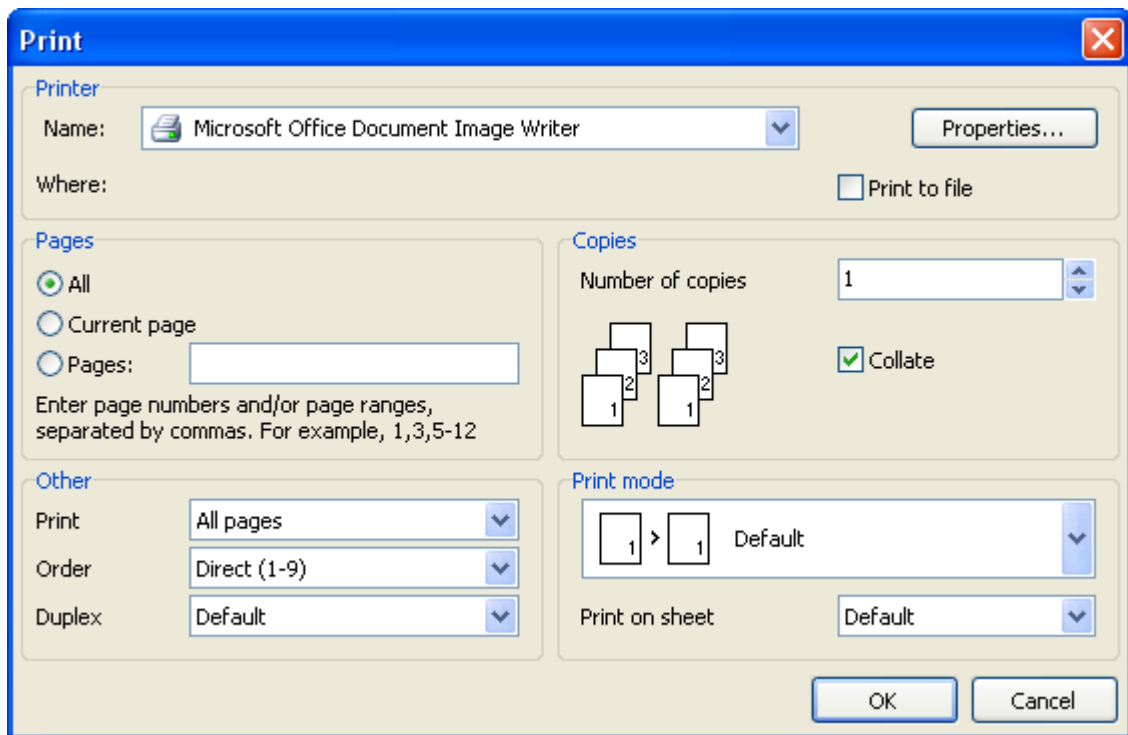 Print
Printer
Name: Microsoft Office Document Image Writer Properties...
Where: Print to file
Pages
All
Current page
Pages:
Enter page numbers and/or page ranges,
separated by commas. For example, 1,3,5-12
Copies
Number of copies 1
3 3
2 2
1 1
Collate
Other
Print All pages
Order Direct (1-9)
Duplex Default
Print mode
1 > 1 Default
Print on sheet Default
OK Cancel